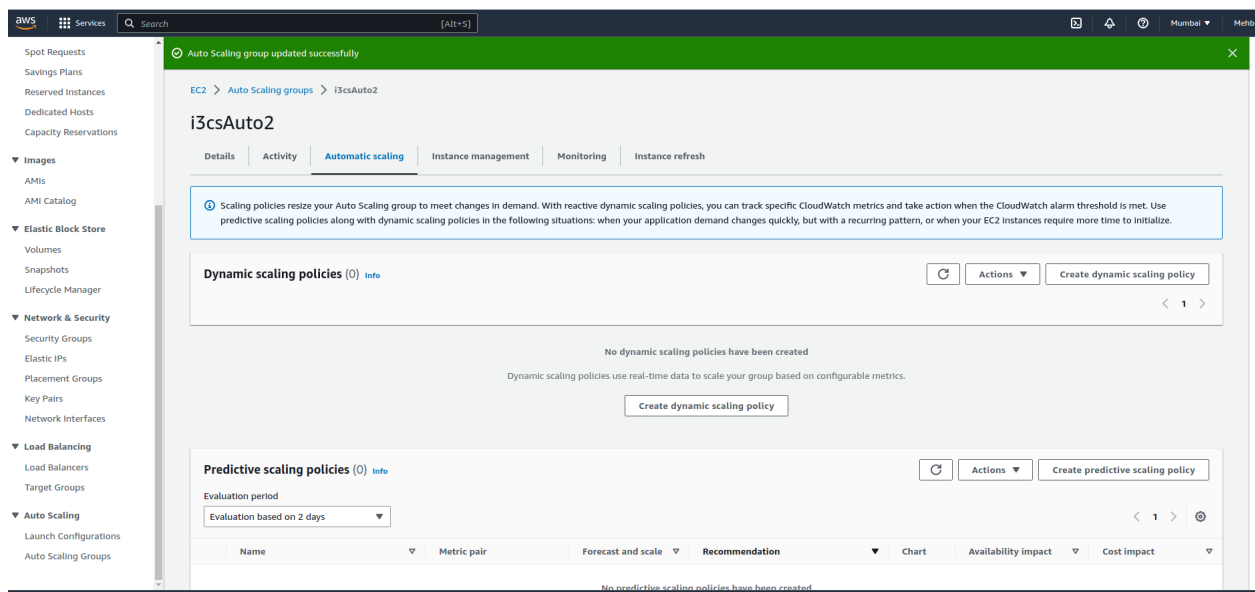 aws Services Search [Alt+S] Mumbai Mehb
Spot Requests
Savings Plans
Reserved Instances
Dedicated Hosts
Capacity Reservations
Images
AMIs
AMI Catalog
Elastic Block Store
Volumes
Snapshots
Lifecycle Manager
Network & Security
Security Groups
Elastic IPs
Placement Groups
Key Pairs
Network Interfaces
Load Balancing
Load Balancers
Target Groups
Auto Scaling
Launch Configurations
Auto Scaling Groups
Auto Scaling group updated successfully
EC2 > Auto Scaling groups > i3csAuto2
i3csAuto2
Details Activity Automatic scaling Instance management Monitoring Instance refresh
Scaling policies resize your Auto Scaling group to meet changes in demand. With reactive dynamic scaling policies, you can track specific CloudWatch metrics and take action when the CloudWatch alarm threshold is met. Use
predictive scaling policies along with dynamic scaling policies in the following situations: when your application demand changes quickly, but with a recurring pattern, or when your EC2 instances require more time to initialize.
Dynamic scaling policies (0) Info Actions Create dynamic scaling policy
1
No dynamic scaling policies have been created
Dynamic scaling policies use real-time data to scale your group based on configurable metrics.
Create dynamic scaling policy
Predictive scaling policies (0) Info Actions Create predictive scaling policy
Evaluation period
Evaluation based on 2 days 1
Name Metric pair Forecast and scale Recommendation Chart Availability impact Cost impact
No predictive scaling policies have been created